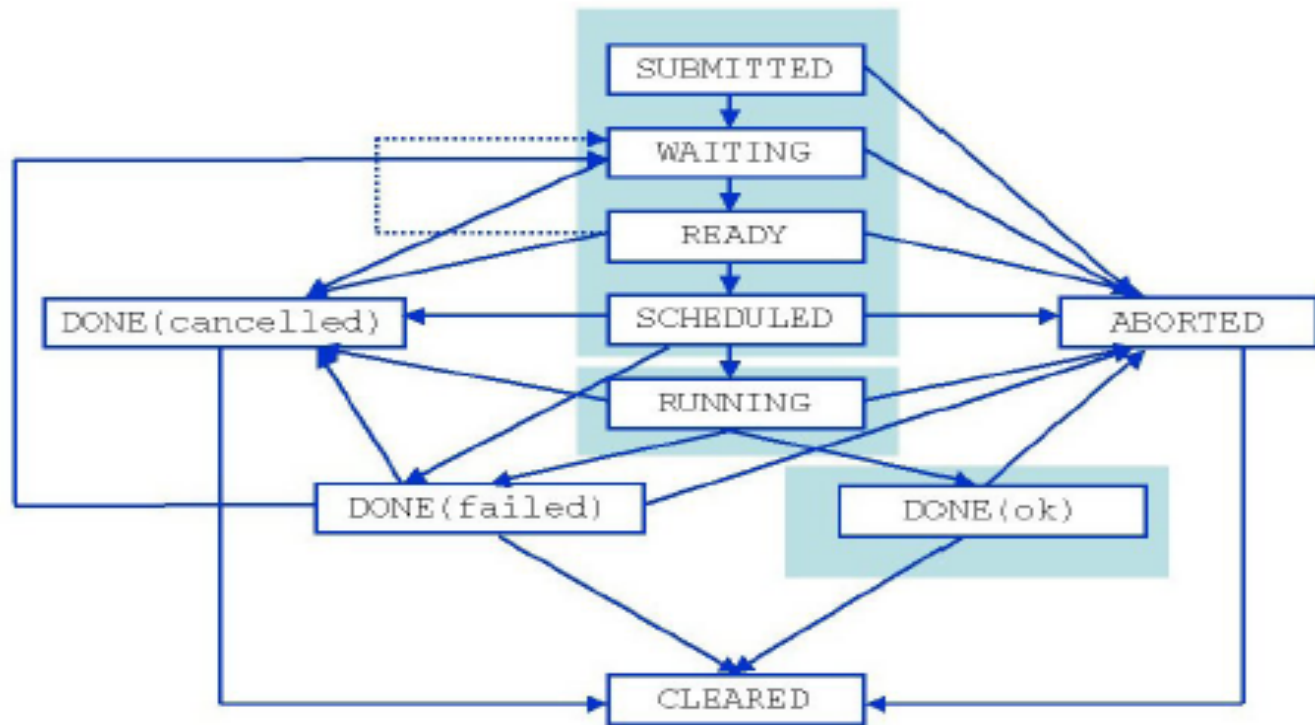 SUBMITTED
WAITING
READY
DONE(cancelled)
SCHEDULED
ABORTED
RUNNING
DONE(failed)
DONE(ok)
CLEARED